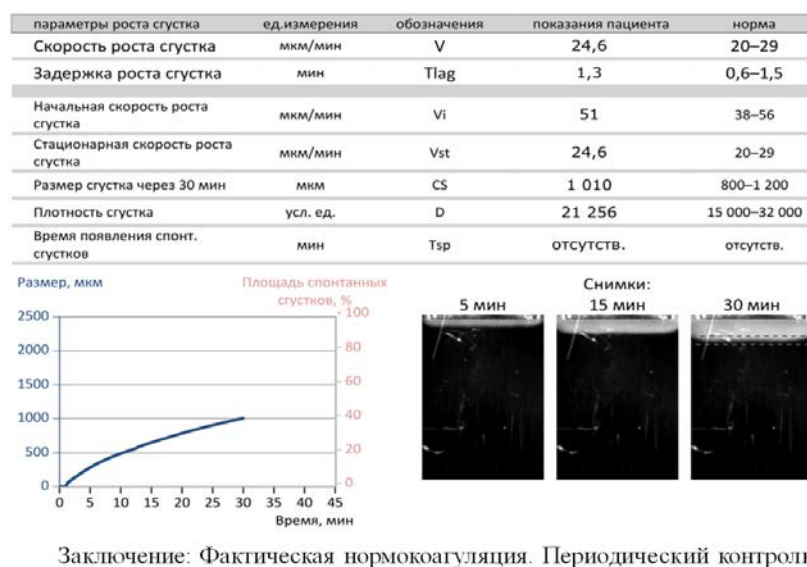 параметры роста сгустка ед.измерения обозначения показания пациента норма
Скорость роста сгустка мкм/мин V 24,6 20–29
Задержка роста сгустка мин Tlag 1,3 0,6–1,5
Начальная скорость роста
сгустка мкм/мин Vi 51 38–56
Стационарная скорость роста
сгустка мкм/мин Vst 24,6 20–29
Размер сгустка через 30 мин мкм CS 1 010 800–1 200
Плотность сгустка усл. ед. D 21 256 15 000–32 000
Время появления спонт.
сгустков мин Tsp отсутств. отсутств.
Размер, мкм
Площадь спонтанных
сгустков, %
2500
2000
1500
1000
500
0
100
80
60
40
20
0
0 5 10 15 20 25 30 35 40 45
Время, мин
Снимки:
5 мин 15 мин 30 мин
Заключение: Фактическая нормокоагуляция. Периодический контроль